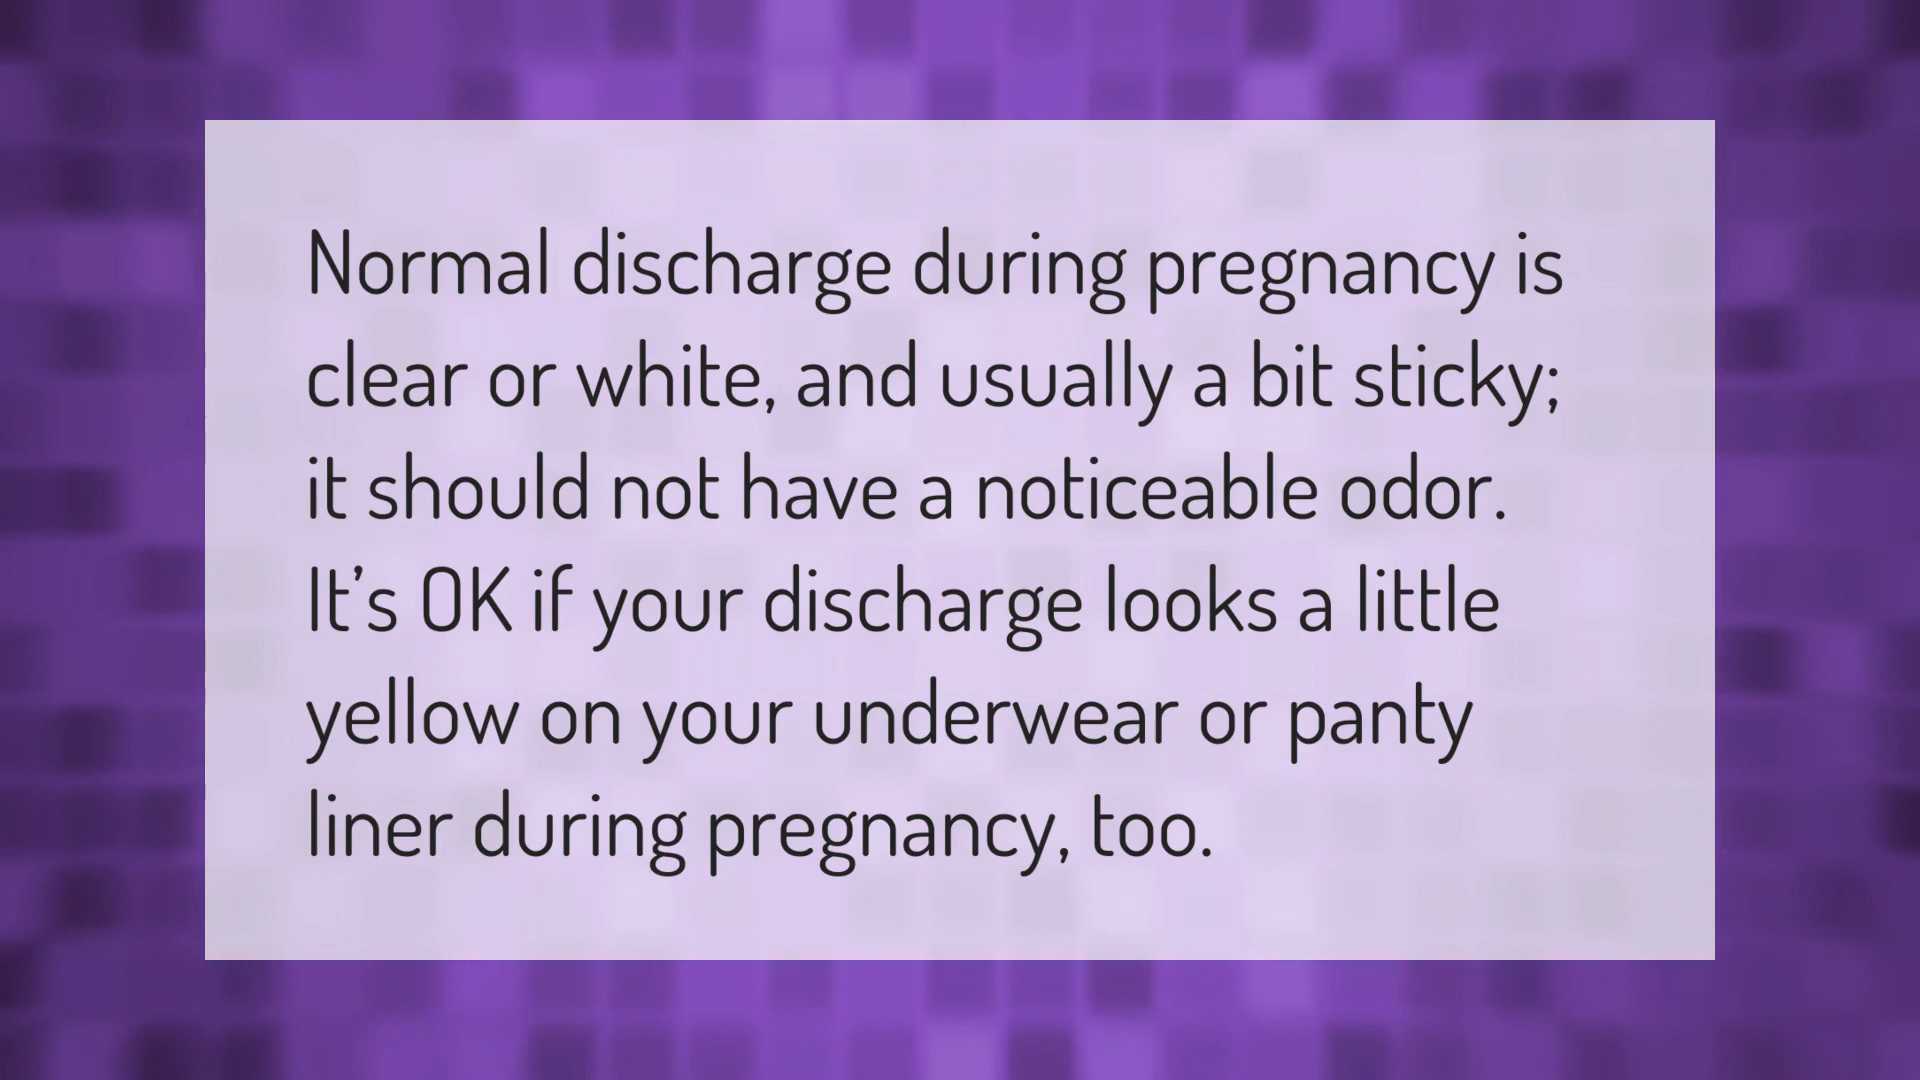 Normal discharge during pregnancy is
clear or white, and usually a bit sticky;
it should not have a noticeable odor.
It’s OK if your discharge looks a little
yellow on your underwear or panty
liner during pregnancy, too.